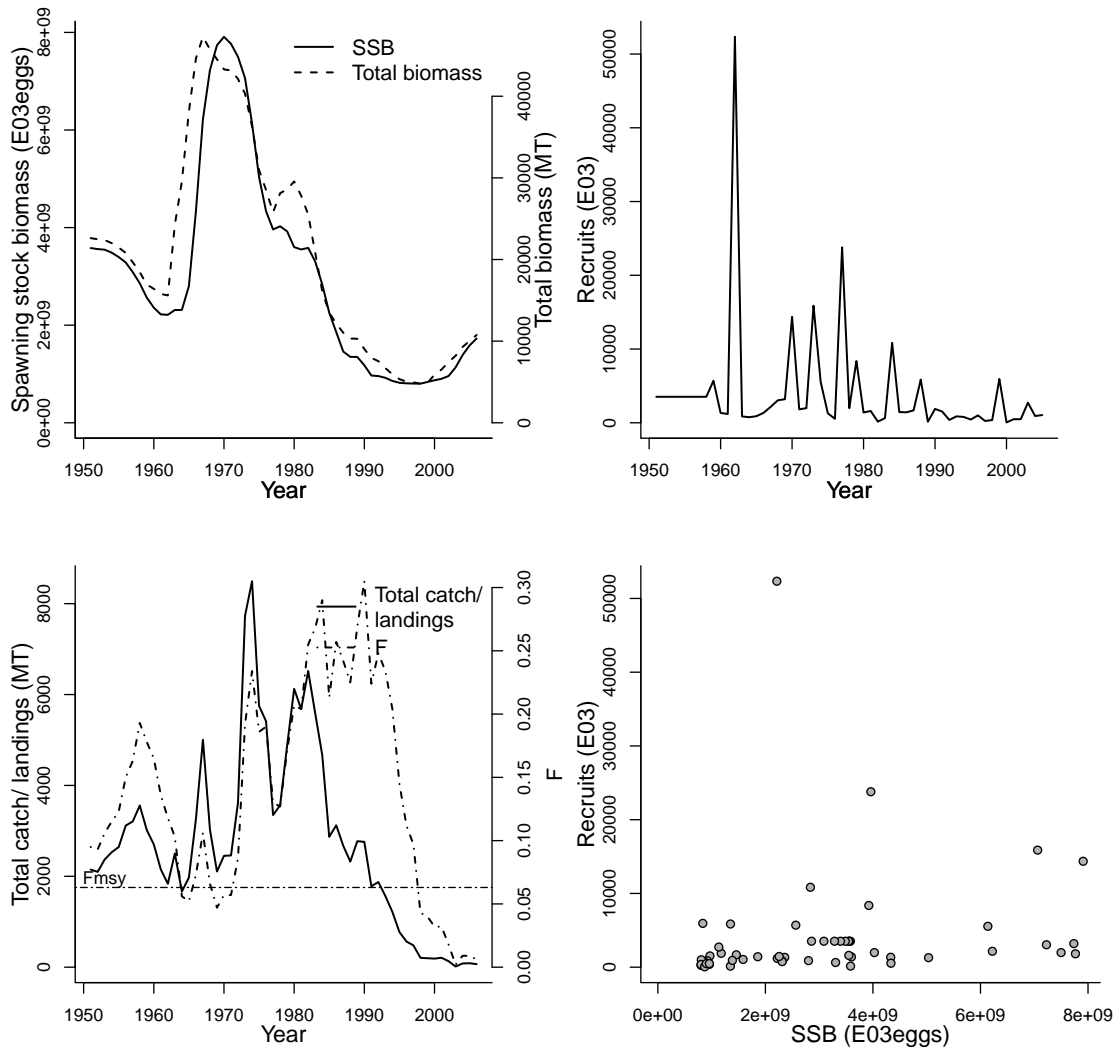 Spawning stock biomass (E03eggs)
0e+00 2e+09 4e+09 6e+09 8e+09
SSB
Total biomass
0 10000 20000 30000 40000
Total biomass (MT)
1950 1960 1970 1980 1990 2000
Year
Recruits (E03)
0 10000 20000 30000 40000 50000
1950 1960 1970 1980 1990 2000
Year
Total catch/ landings (MT)
0 2000 4000 6000 8000
Total catch/
landings
F
Fmsy
0.00 0.05 0.10 0.15 0.20 0.25 0.30
F
1950 1960 1970 1980 1990 2000
Year
Recruits (E03)
0 10000 20000 30000 40000 50000
0e+00 2e+09 4e+09 6e+09 8e+09
SSB (E03eggs)